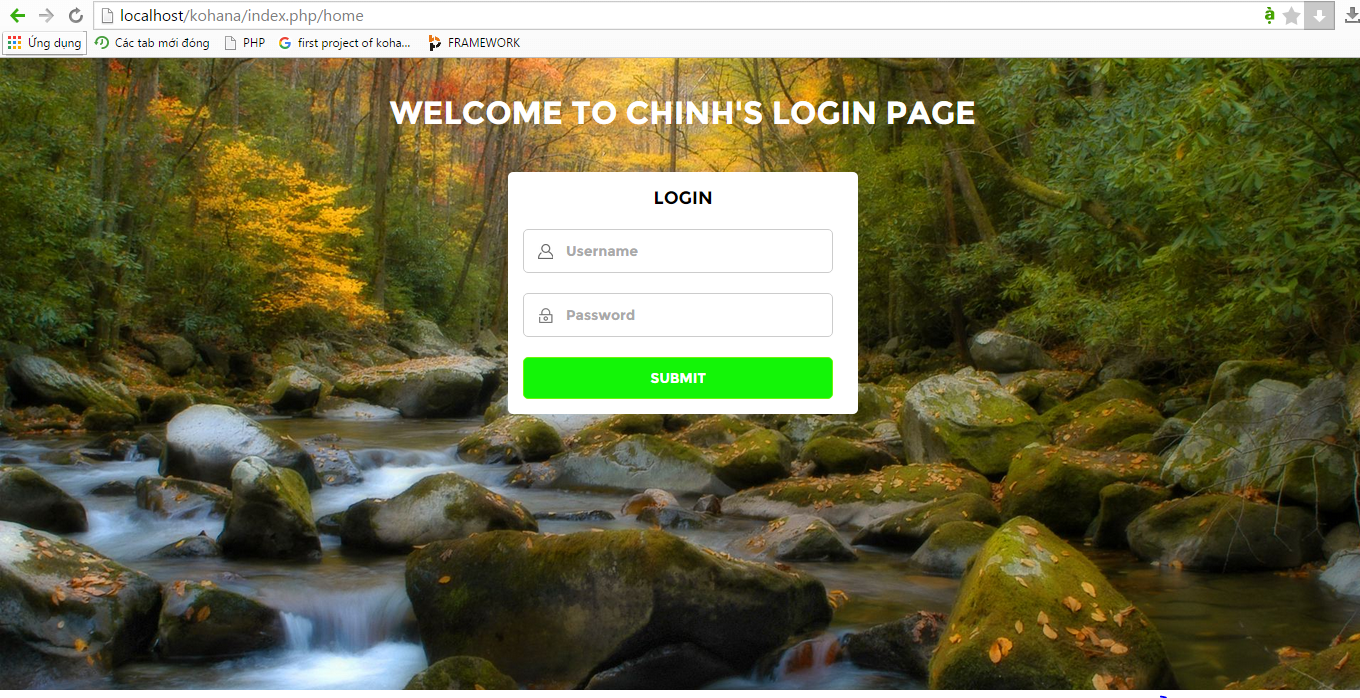 localhost/kohana/index.php/home
ạ
Ứng dụng Các tab mới đóng PHP first project of koha... FRAMEWORK
WELCOME TO CHINH'S LOGIN PAGE
LOGIN
Username
Password
SUBMIT